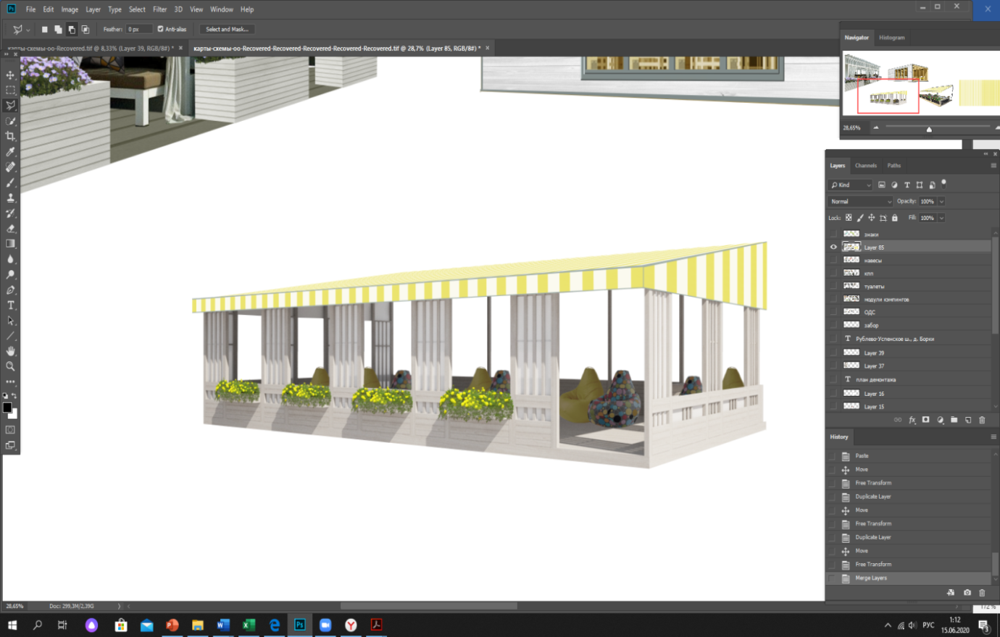 Ps File Edit Image Layer Type Select Filter 3D View Window Help
Feather: 0 px Anti-alias Select and Mask...
карты-схемы-оо-Recovered.tif @ 8,33% (Layer 39, RGB/8#) * × карты-схемы-оо-Recovered-Recovered-Recovered-Recovered-Recovered.tif @ 28,7% (Layer 85, RGB/8#) * ×
Navigator Histogram
28,65%
Layers Channels Paths
Kind
Normal Opacity: 100%
Lock: Fill: 100%
знаки
Layer 85
навесы
кпп
туалеты
модули кэмпингов
ОДС
забор
T Рублево-Успенское ш., д. Борки
Layer 39
Layer 37
T план демонтажа
Layer 16
Layer 15
fx
History
Paste
Move
Free Transform
Duplicate Layer
Move
Free Transform
Duplicate Layer
Move
Free Transform
Merge Layers
28,65% Doc: 299,3M/2,39G
172 %
РУС
1:12
15.06.2020
3